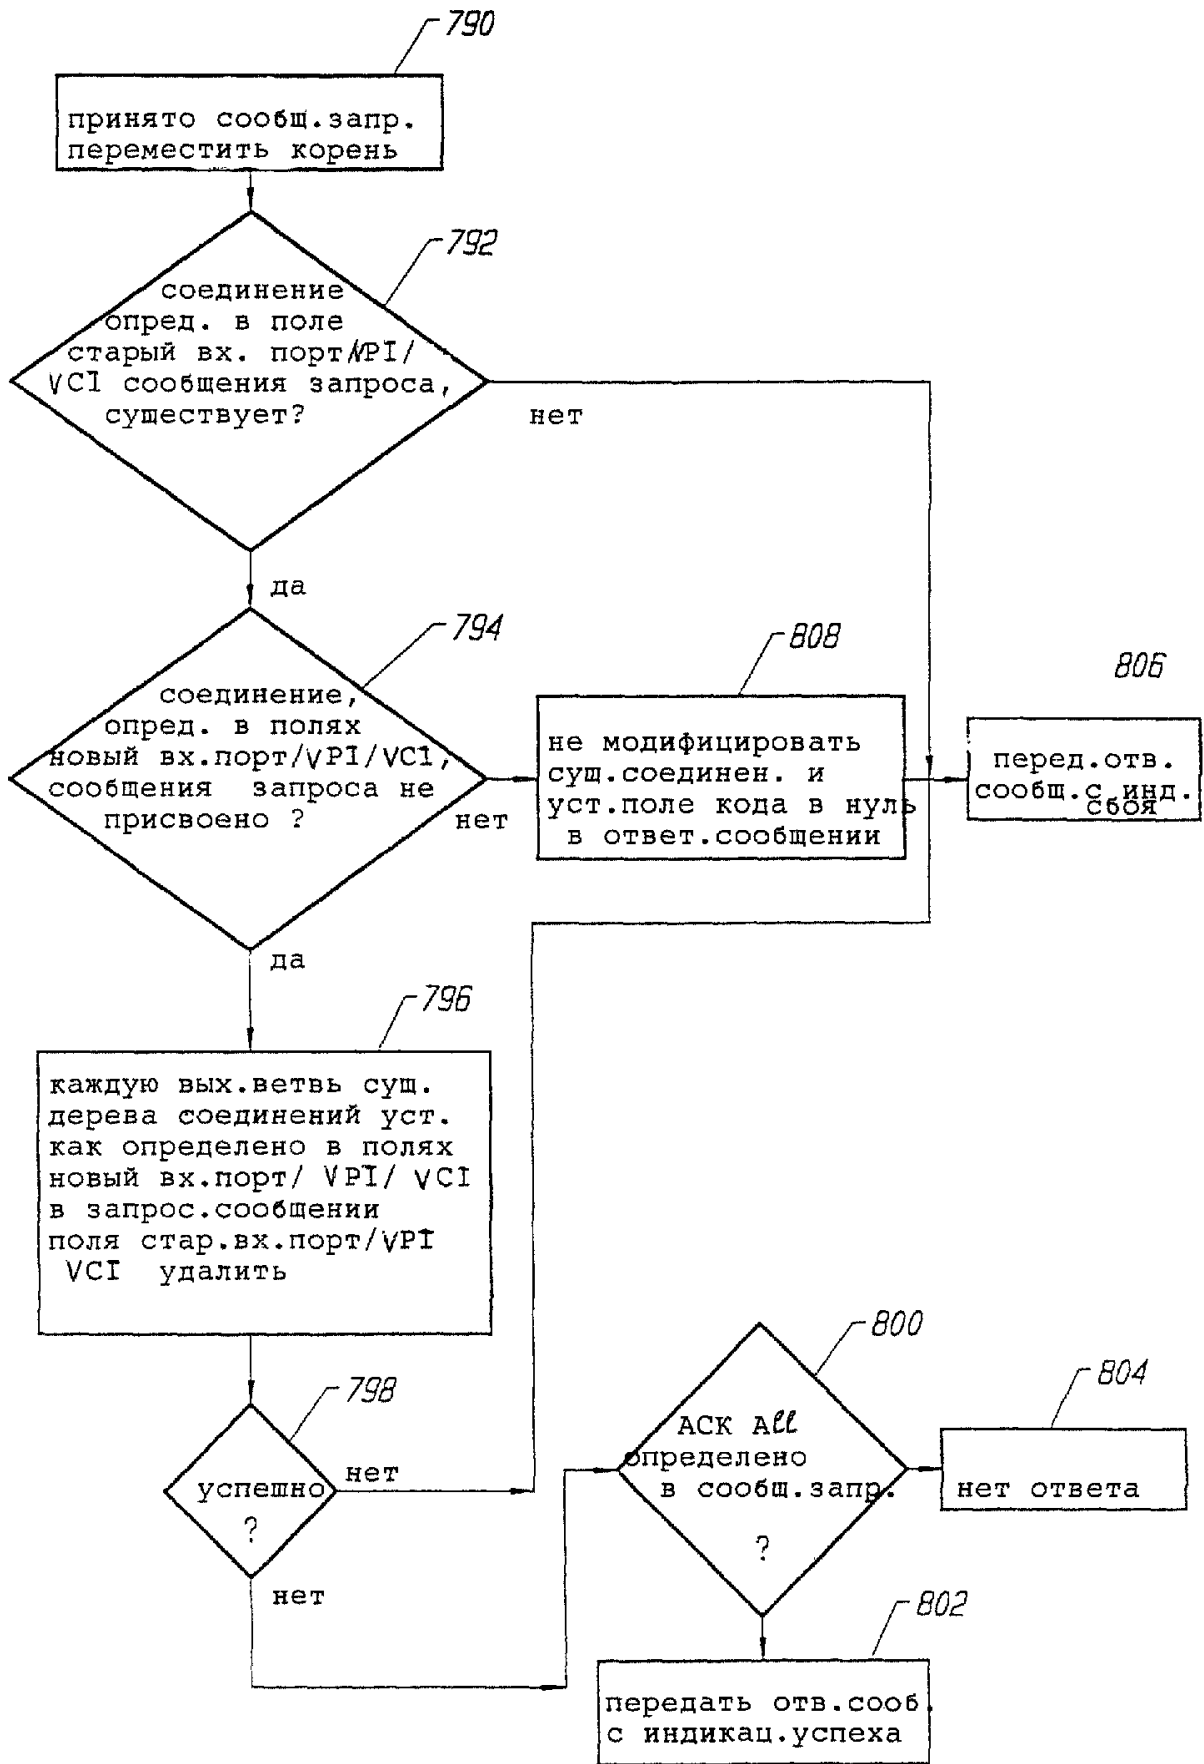 790
принято сообщ.запр.
переместить корень
792
соединение
опред. в поле
старый вх. порт/VPI/
VCI сообщения запроса,
существует?
нет
да
794
соединение,
опред. в полях
новый вх.порт/VPI/VCI,
сообщения запроса не
присвоено ?
нет
808
не модифицировать
сущ.соединен. и
уст.поле кода в нуль
в ответ.сообщении
806
перед.отв.
сообщ.с инд.
сбоя
да
796
каждую вых.ветвь сущ.
дерева соединений уст.
как определено в полях
новый вх.порт/ VPI/ VCI
в запрос.сообщении
поля стар.вх.порт/VPI
VCI удалить
798
успешно
?
нет
нет
800
ACK All
определено
в сообщ.запр.
?
804
нет ответа
802
передать отв.сооб.
с индикац.успеха